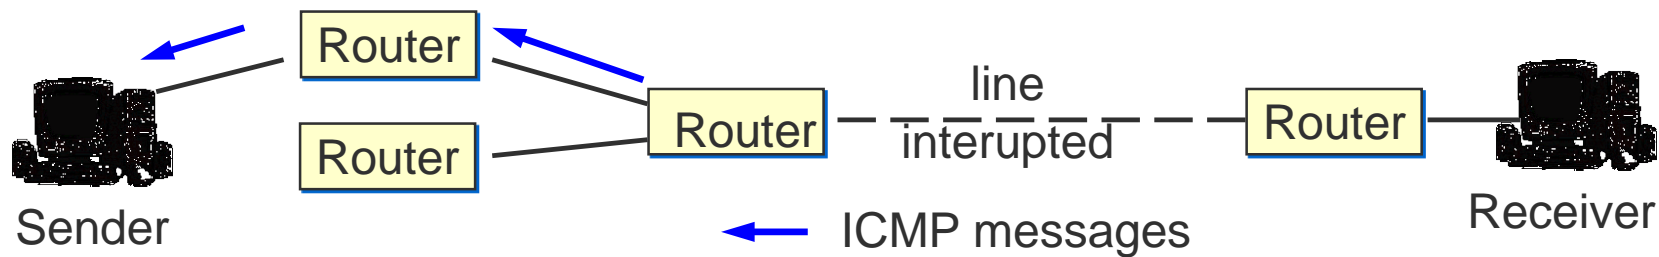 Router
Router
Router
line
interupted
Router
Sender
Receiver
ICMP messages